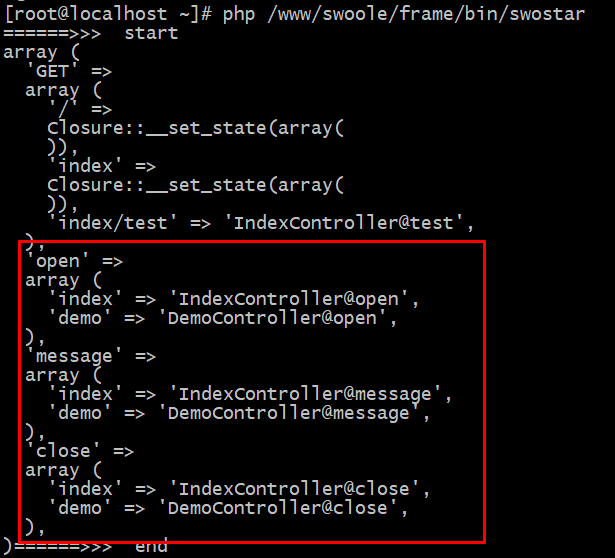 [root@localhost ~]# php /www/swoole/frame/bin/swostar
======>>>  start
array (
  'GET' =>
  array (
    '/' =>
    Closure::__set_state(array(
    )),
    'index' =>
    Closure::__set_state(array(
    )),
    'index/test' => 'IndexController@test',
  ),
  'open' =>
  array (
    'index' => 'IndexController@open',
    'demo' => 'DemoController@open',
  ),
  'message' =>
  array (
    'index' => 'IndexController@message',
    'demo' => 'DemoController@message',
  ),
  'close' =>
  array (
    'index' => 'IndexController@close',
    'demo' => 'DemoController@close',
  ),
)======>>>  end